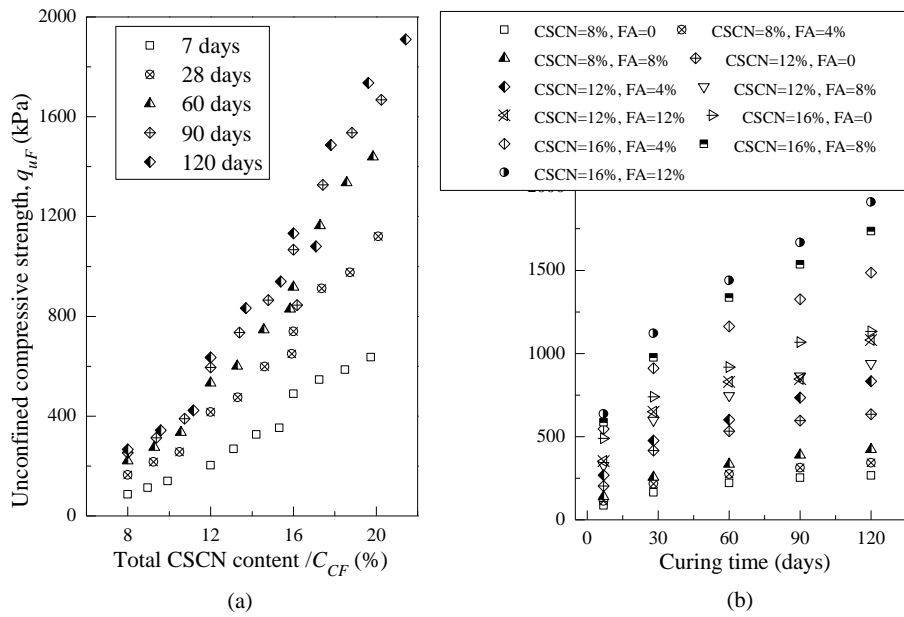 (a)
2000
1600
1200
800
400
0
8
12
16
20
Unconfined compressive strength, q_{uF} (kPa)
Total CSCN content /C_{CF} (%)
7 days
28 days
60 days
90 days
120 days
(a)
(b)
CSCN=8%, FA=0
CSCN=8%, FA=4%
CSCN=8%, FA=8%
CSCN=12%, FA=0
CSCN=12%, FA=4%
CSCN=12%, FA=8%
CSCN=12%, FA=12%
CSCN=16%, FA=0
CSCN=16%, FA=4%
CSCN=16%, FA=8%
CSCN=16%, FA=12%
1500
1000
500
0
0
30
60
90
120
Curing time (days)
(b)